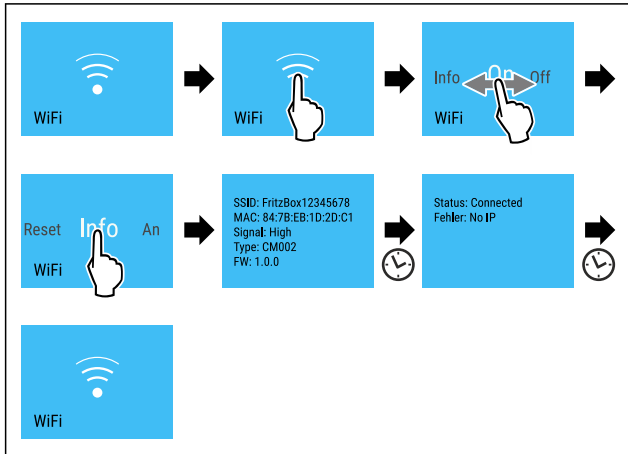 WiFi
WiFi
Info On Off
WiFi
Reset Info An
WiFi
SSID: FritzBox12345678
MAC: 84:7B:EB:1D:2D:C1
Signal: High
Type: CM002
FW: 1.0.0
Status: Connected
Fehler: No IP
WiFi